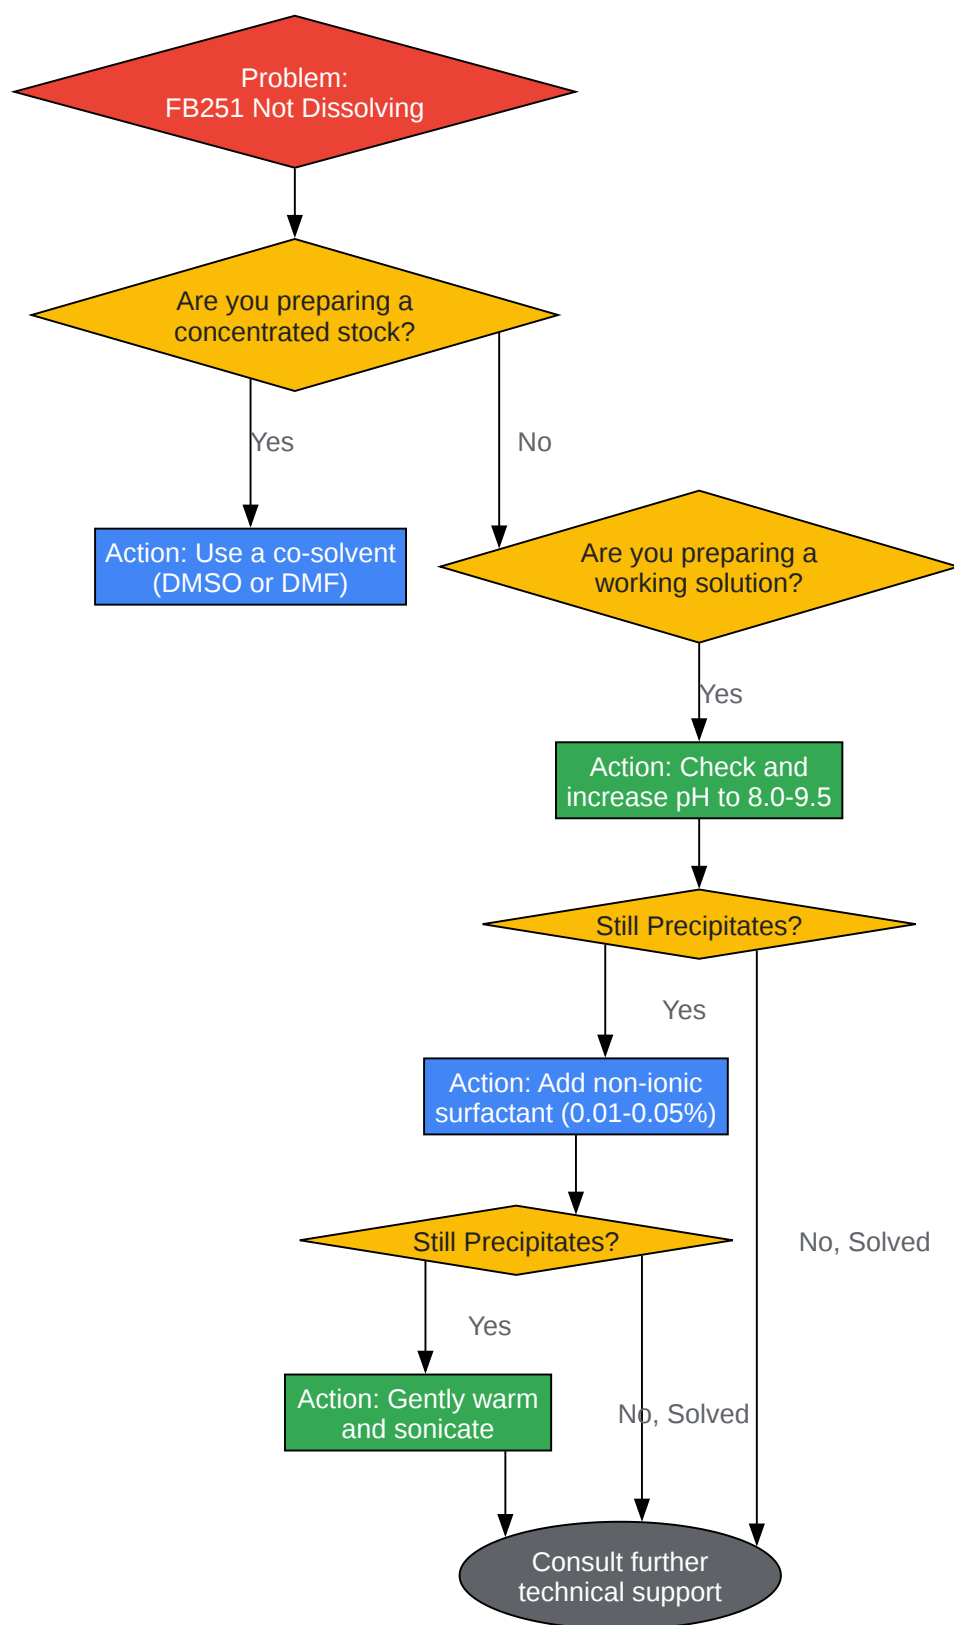 Problem:
FB251 Not Dissolving
Are you preparing a
concentrated stock?
Yes
No
Action: Use a co-solvent
(DMSO or DMF)
Are you preparing a
working solution?
Yes
Action: Check and
increase pH to 8.0-9.5
Still Precipitates?
Yes
Action: Add non-ionic
surfactant (0.01-0.05%)
Still Precipitates?
No, Solved
Yes
Action: Gently warm
and sonicate
No, Solved
Consult further
technical support